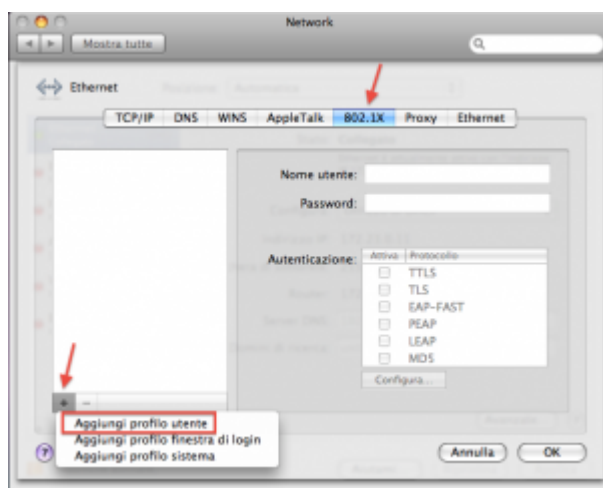 Network
Mostra tutte
Ethernet
TCP/IP DNS WINS AppleTalk 802.1X Proxy Ethernet
Nome utente:
Password:
Autenticazione:
Attiva Protocollo
TTLS
TLS
EAP-FAST
PEAP
LEAP
MD5
Configura...
+ -
Aggiungi profilo utente
Aggiungi profilo finestra di login
Aggiungi profilo sistema
? Annulla OK